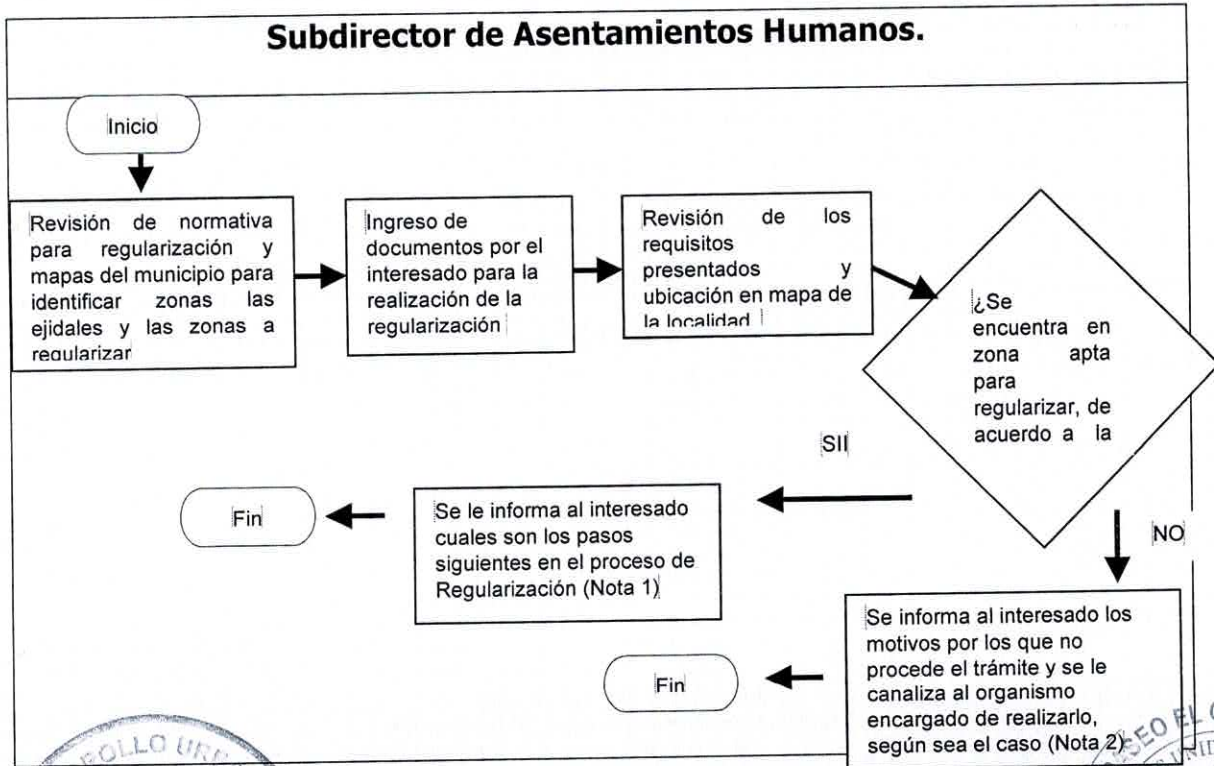 Subdirector de Asentamientos Humanos.
Inicio
Revisión de normativa
para regularización y
mapas del municipio para
identificar zonas las
ejidales y las zonas a
regularizar
Ingreso de
documentos por el
interesado para la
realización de la
regularización
Revisión de los
requisitos
presentados y
ubicación en mapa de
la localidad
¿Se
encuentra en
zona apta
para
regularizar, de
acuerdo a la
SII
NO
Se le informa al interesado
cuales son los pasos
siguientes en el proceso de
Regularización (Nota 1)
Fin
Se informa al interesado los
motivos por los que no
procede el trámite y se le
canaliza al organismo
encargado de realizarlo,
según sea el caso (Nota 2)
Fin